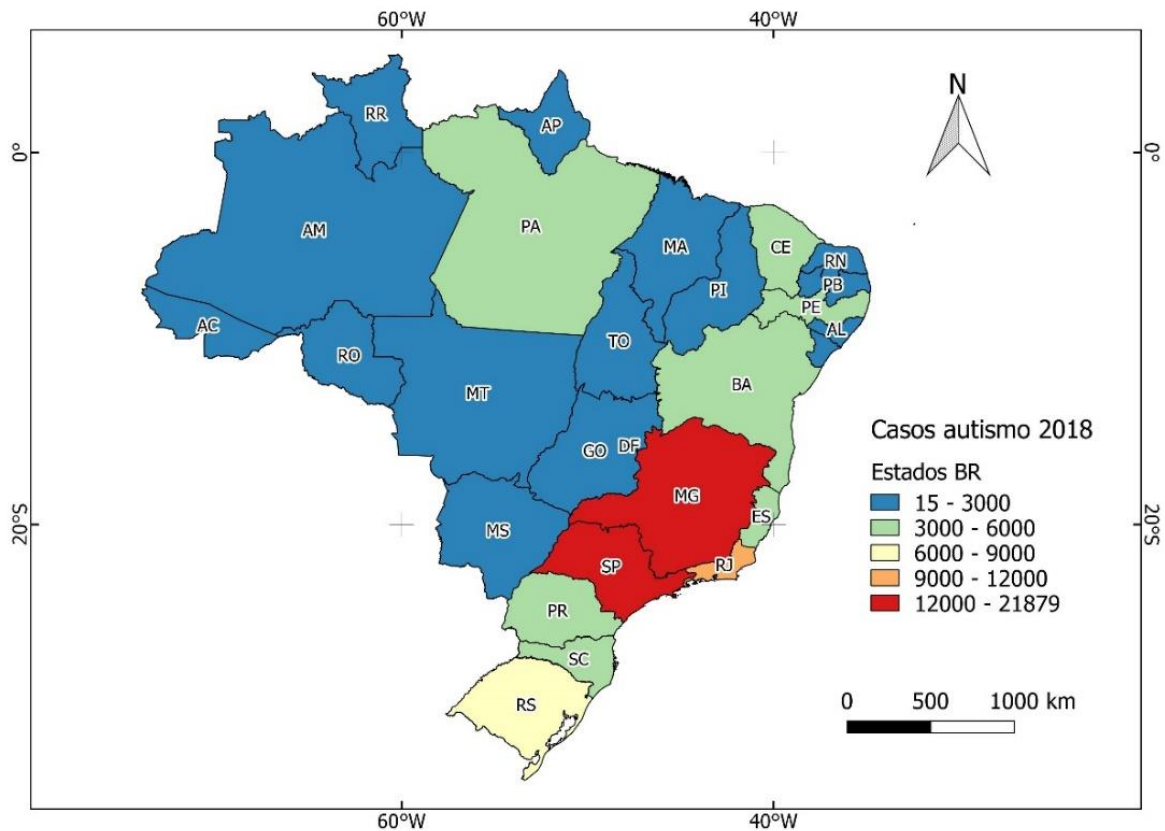 60°W
40°W
N
0°
0°
RR
AP
AM
PA
MA
CE
RN
PB
PI
PE
AL
AC
TO
RO
BA
MT
GO
DF
MG
ES
MS
SP
RJ
PR
SC
RS
20°S
20°S
Casos autismo 2018
Estados BR
15 - 3000
3000 - 6000
6000 - 9000
9000 - 12000
12000 - 21879
0 500 1000 km
60°W
40°W